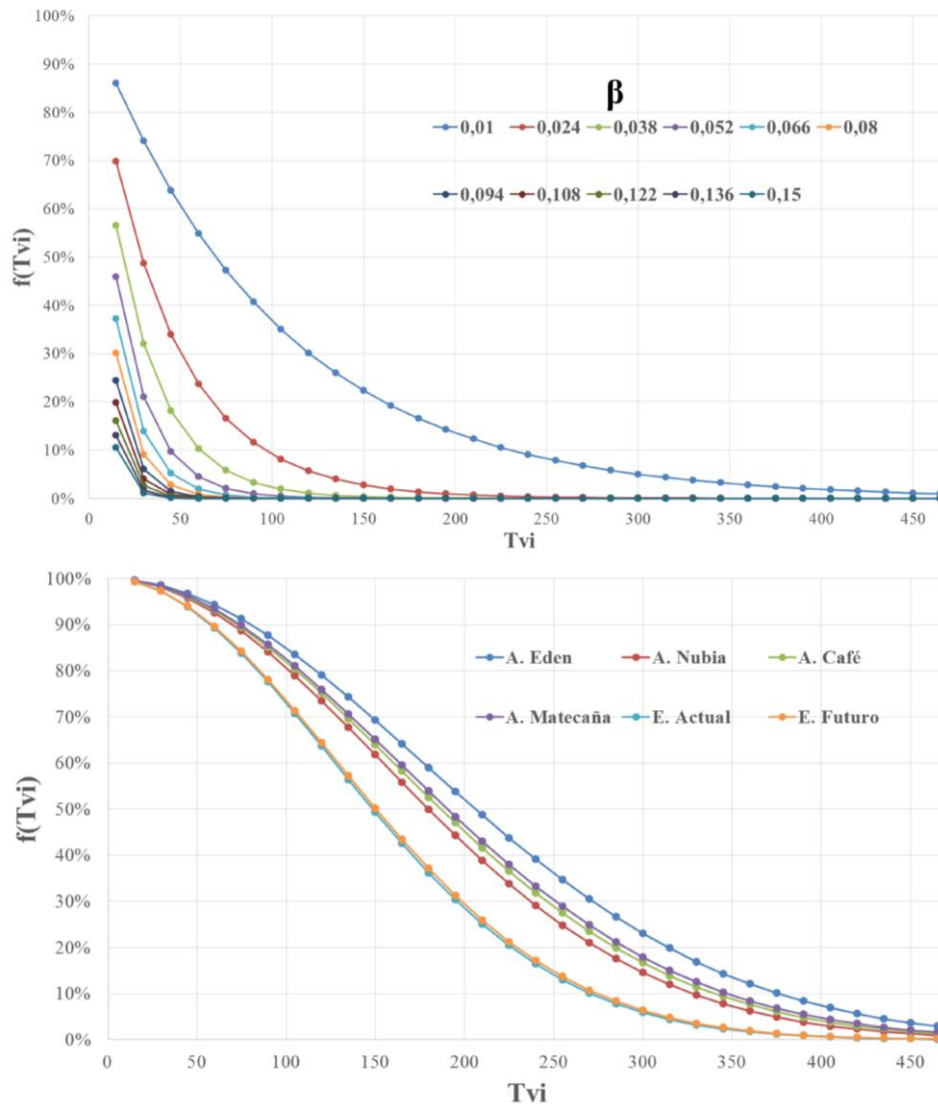 100%
90%
80%
70%
60%
50%
40%
30%
20%
10%
0%
f(Tvi)
β
0,01 0,024 0,038 0,052 0,066 0,08
0,094 0,108 0,122 0,136 0,15
0 50 100 150 200 250 300 350 400 450
Tvi
100%
90%
80%
70%
60%
50%
40%
30%
20%
10%
0%
f(Tvi)
A. Eden A. Nubia A. Café
A. Matecaña E. Actual E. Futuro
0 50 100 150 200 250 300 350 400 450
Tvi